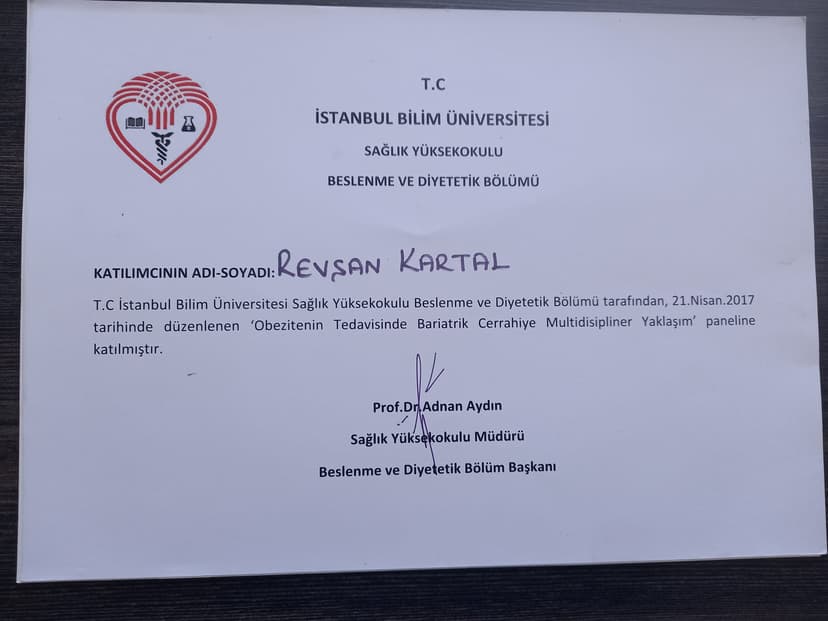 T.C
İSTANBUL BİLİM ÜNİVERSİTESİ
SAĞLIK YÜKSEKOKULU
BESLENME VE DİYETETİK BÖLÜMÜ
KATILIMCININ ADI-SOYADI: REVŞAN KARTAL
T.C İstanbul Bilim Üniversitesi Sağlık Yüksekokulu Beslenme ve Diyetetik Bölümü tarafından, 21.Nisan.2017
tarihinde düzenlenen ‘Obezitenin Tedavisinde Bariatrik Cerrahiye Multidisipliner Yaklaşım’ paneline
katılmıştır.
Prof.Dr.Adnan Aydın
Sağlık Yüksekokulu Müdürü
Beslenme ve Diyetetik Bölüm Başkanı